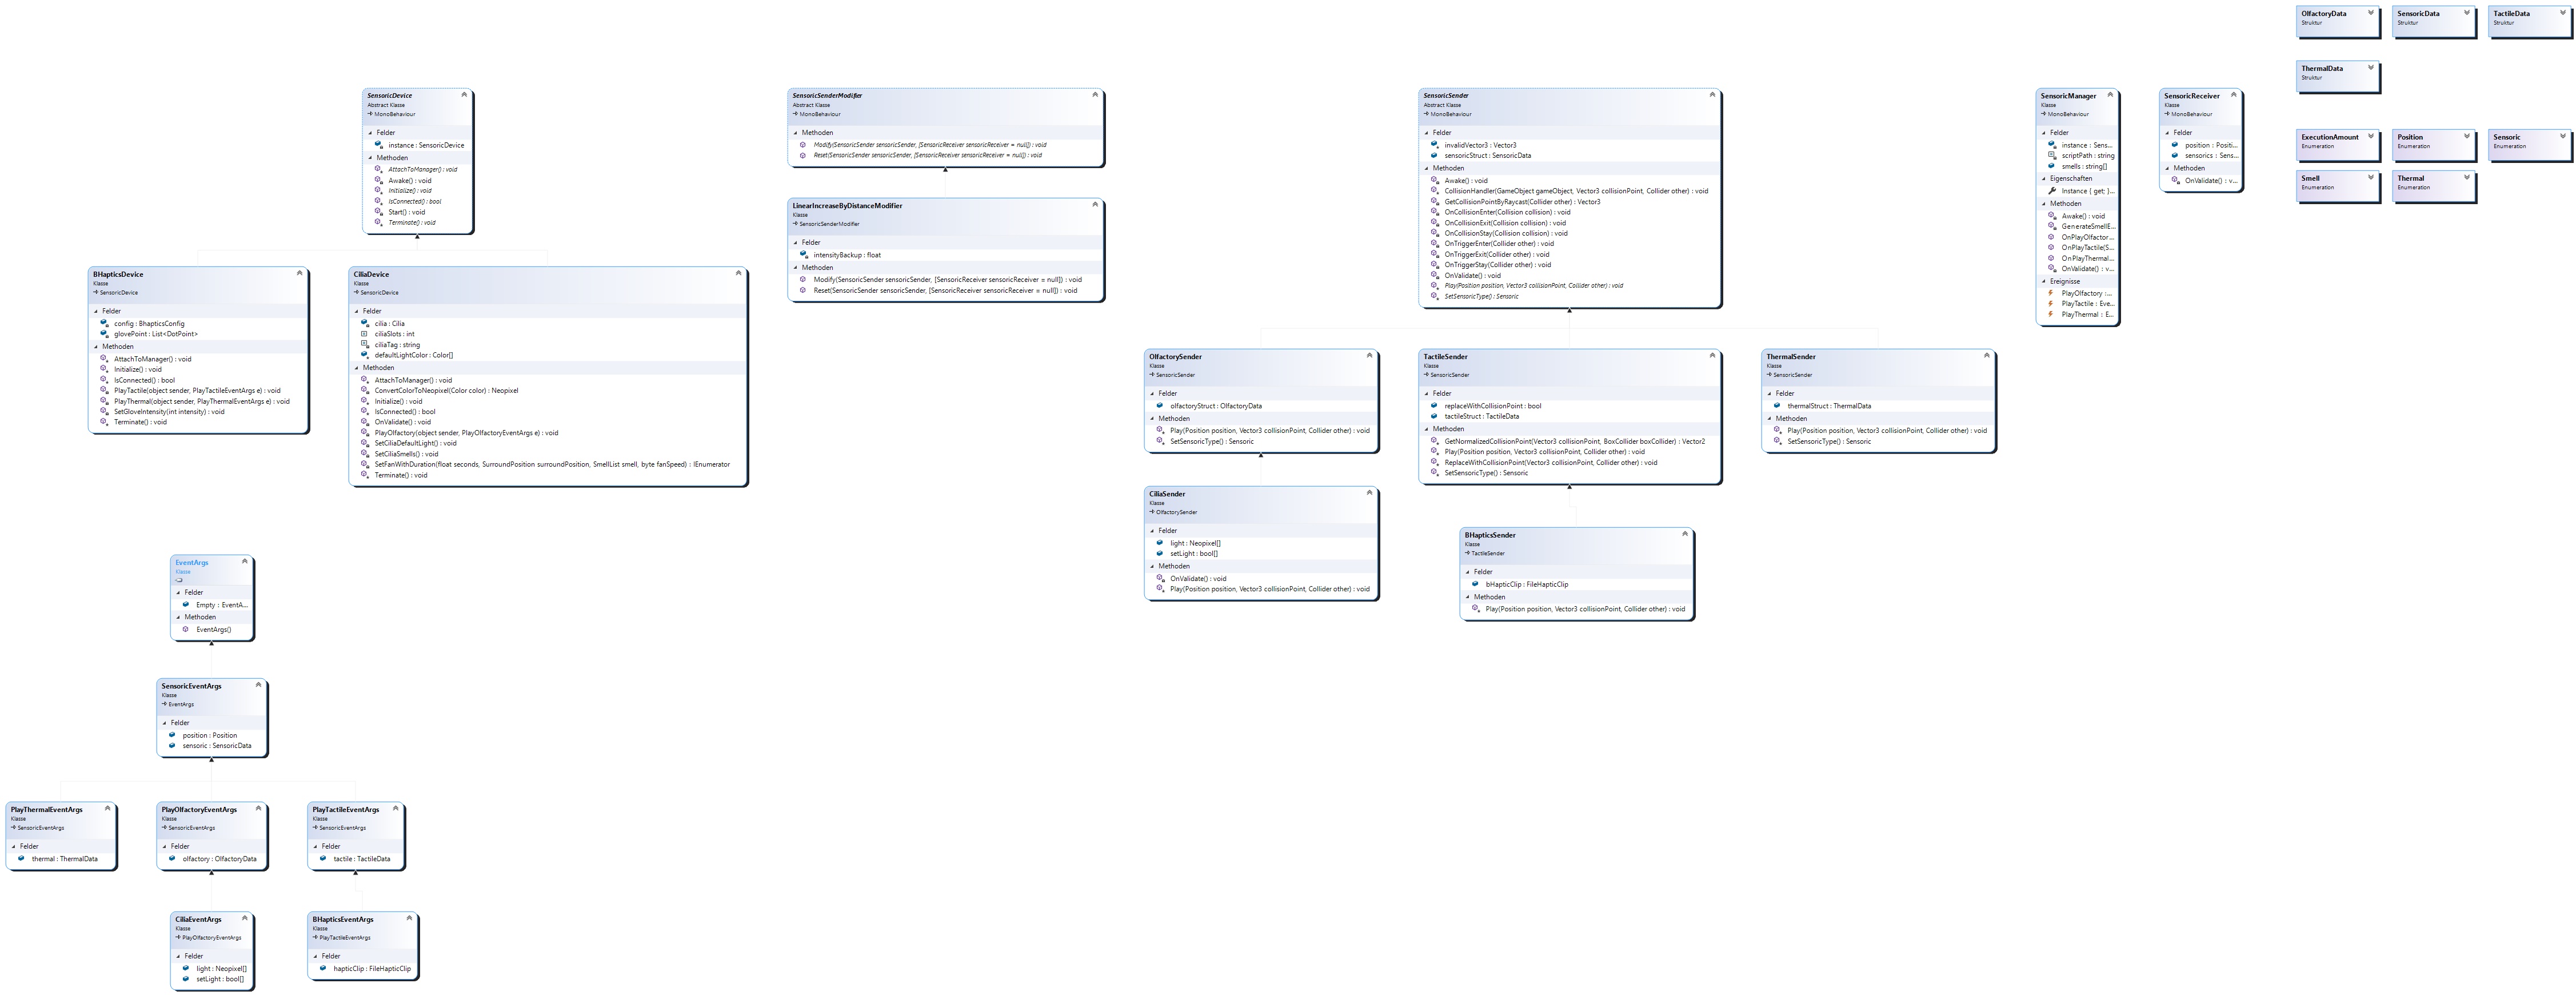 OlfactoryData
Struktur
SensoricData
Struktur
TactileData
Struktur
ThermalData
Struktur
ExecutionAmount
Enumeration
Position
Enumeration
Sensoric
Enumeration
Smell
Enumeration
Thermal
Enumeration
SensoricDevice
Abstract Klasse
MonoBehaviour
Felder
instance : SensoricDevice
Methoden
AttachToManager() : void
Awake() : void
Initialize() : void
IsConnected() : bool
Start() : void
Terminate() : void
BHapticsDevice
Klasse
SensoricDevice
Felder
config : BhapticsConfig
glovePoint : List<DotPoint>
Methoden
AttachToManager() : void
Initialize() : void
IsConnected() : bool
PlayTactile(object sender, PlayTactileEventArgs e) : void
PlayThermal(object sender, PlayThermalEventArgs e) : void
SetGloveIntensity(int intensity) : void
Terminate() : void
CiliaDevice
Klasse
SensoricDevice
Felder
cilia : Cilia
ciliaSlots : int
ciliaTag : string
defaultLightColor : Color[]
Methoden
AttachToManager() : void
ConvertColorToNeopixel(Color color) : Neopixel
Initialize() : void
IsConnected() : bool
OnValidate() : void
PlayOlfactory(object sender, PlayOlfactoryEventArgs e) : void
SetCiliaDefaultLight() : void
SetCiliaSmells() : void
SetFanWithDuration(float seconds, SurroundPosition surroundPosition, SmellList smell, byte fanSpeed) : IEnumerator
Terminate() : void
SensoricSenderModifier
Abstract Klasse
MonoBehaviour
Methoden
Modify(SensoricSender sensoricSender, [SensoricReceiver sensoricReceiver = null]) : void
Reset(SensoricSender sensoricSender, [SensoricReceiver sensoricReceiver = null]) : void
LinearIncreaseByDistanceModifier
Klasse
SensoricSenderModifier
Felder
intensityBackup : float
Methoden
Modify(SensoricSender sensoricSender, [SensoricReceiver sensoricReceiver = null]) : void
Reset(SensoricSender sensoricSender, [SensoricReceiver sensoricReceiver = null]) : void
SensoricSender
Abstract Klasse
MonoBehaviour
Felder
invalidVector3 : Vector3
sensoricStruct : SensoricData
Methoden
Awake() : void
CollisionHandler(GameObject gameObject, Vector3 collisionPoint, Collider other) : void
GetCollisionPointByRaycast(Collider other) : Vector3
OnCollisionEnter(Collision collision) : void
OnCollisionExit(Collision collision) : void
OnCollisionStay(Collision collision) : void
OnTriggerEnter(Collider other) : void
OnTriggerExit(Collider other) : void
OnTriggerStay(Collider other) : void
OnValidate() : void
Play(Position position, Vector3 collisionPoint, Collider other) : void
SetSensoricType() : Sensoric
OlfactorySender
Klasse
SensoricSender
Felder
olfactoryStruct : OlfactoryData
Methoden
Play(Position position, Vector3 collisionPoint, Collider other) : void
SetSensoricType() : Sensoric
CiliaSender
Klasse
OlfactorySender
Felder
light : Neopixel[]
setLight : bool[]
Methoden
OnValidate() : void
Play(Position position, Vector3 collisionPoint, Collider other) : void
TactileSender
Klasse
SensoricSender
Felder
replaceWithCollisionPoint : bool
tactileStruct : TactileData
Methoden
GetNormalizedCollisionPoint(Vector3 collisionPoint, BoxCollider boxCollider) : Vector2
Play(Position position, Vector3 collisionPoint, Collider other) : void
ReplaceWithCollisionPoint(Vector3 collisionPoint, Collider other) : void
SetSensoricType() : Sensoric
BHapticsSender
Klasse
TactileSender
Felder
bHapticClip : FileHapticClip
Methoden
Play(Position position, Vector3 collisionPoint, Collider other) : void
ThermalSender
Klasse
SensoricSender
Felder
thermalStruct : ThermalData
Methoden
Play(Position position, Vector3 collisionPoint, Collider other) : void
SetSensoricType() : Sensoric
SensoricManager
Klasse
MonoBehaviour
Felder
instance : Sens...
scriptPath : string
smells : string[]
Eigenschaften
Instance { get; }...
Methoden
Awake() : void
GenerateSmellE...
OnPlayOlfactor...
OnPlayTactile(S...
OnPlayThermal...
OnValidate() : v...
Ereignisse
PlayOlfactory :...
PlayTactile : Eve...
PlayThermal : E...
SensoricReceiver
Klasse
MonoBehaviour
Felder
position : Positi...
sensorics : Sens...
Methoden
OnValidate() : v...
EventArgs
Klasse
Felder
Empty : EventA...
Methoden
EventArgs()
SensoricEventArgs
Klasse
EventArgs
Felder
position : Position
sensoric : SensoricData
PlayThermalEventArgs
Klasse
SensoricEventArgs
Felder
thermal : ThermalData
PlayOlfactoryEventArgs
Klasse
SensoricEventArgs
Felder
olfactory : OlfactoryData
PlayTactileEventArgs
Klasse
SensoricEventArgs
Felder
tactile : TactileData
CiliaEventArgs
Klasse
PlayOlfactoryEventArgs
Felder
light : Neopixel[]
setLight : bool[]
BHapticsEventArgs
Klasse
PlayTactileEventArgs
Felder
hapticClip : FileHapticClip